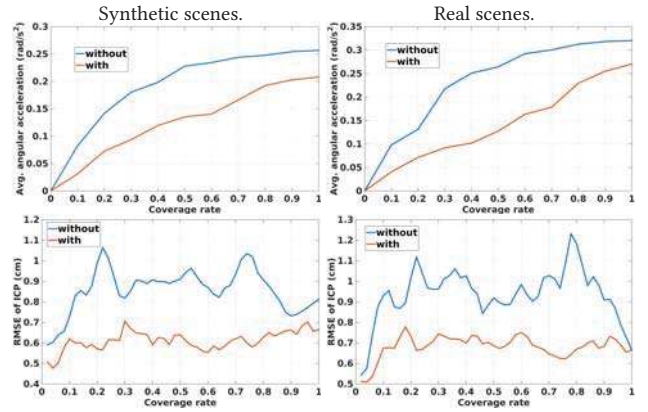 Synthetic scenes. Real scenes.
Avg. angular acceleration (rad/s²)
0.3
0.25
0.2
0.15
0.1
0.05
0
without
with
0 0.1 0.2 0.3 0.4 0.5 0.6 0.7 0.8 0.9 1
Coverage rate
Avg. angular acceleration (rad/s²)
0.35
0.3
0.25
0.2
0.15
0.1
0.05
0
without
with
0 0.1 0.2 0.3 0.4 0.5 0.6 0.7 0.8 0.9 1
Coverage rate
RMSE of ICP (cm)
1.2
1.1
1
0.9
0.8
0.7
0.6
0.5
0.4
without
with
0 0.1 0.2 0.3 0.4 0.5 0.6 0.7 0.8 0.9 1
Coverage rate
RMSE of ICP (cm)
1.3
1.2
1.1
1
0.9
0.8
0.7
0.6
0.5
without
with
0 0.1 0.2 0.3 0.4 0.5 0.6 0.7 0.8 0.9 1
Coverage rate